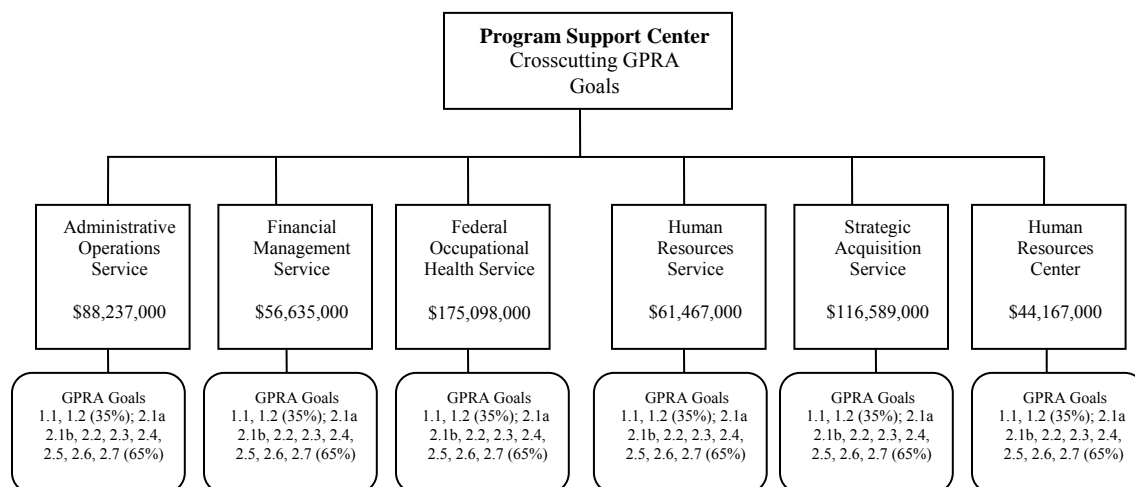 Program Support Center
Crosscutting GPRA
Goals
Administrative
Operations
Service
$88,237,000
Financial
Management
Service
$56,635,000
Federal
Occupational
Health Service
$175,098,000
Human
Resources
Service
$61,467,000
Strategic
Acquisition
Service
$116,589,000
Human
Resources
Center
$44,167,000
GPRA Goals
1.1, 1.2 (35%); 2.1a
2.1b, 2.2, 2.3, 2.4,
2.5, 2.6, 2.7 (65%)
GPRA Goals
1.1, 1.2 (35%); 2.1a
2.1b, 2.2, 2.3, 2.4,
2.5, 2.6, 2.7 (65%)
GPRA Goals
1.1, 1.2 (35%); 2.1a
2.1b, 2.2, 2.3, 2.4,
2.5, 2.6, 2.7 (65%)
GPRA Goals
1.1, 1.2 (35%); 2.1a
2.1b, 2.2, 2.3, 2.4,
2.5, 2.6, 2.7 (65%)
GPRA Goals
1.1, 1.2 (35%); 2.1a
2.1b, 2.2, 2.3, 2.4,
2.5, 2.6, 2.7 (65%)
GPRA Goals
1.1, 1.2 (35%); 2.1a
2.1b, 2.2, 2.3, 2.4,
2.5, 2.6, 2.7 (65%)